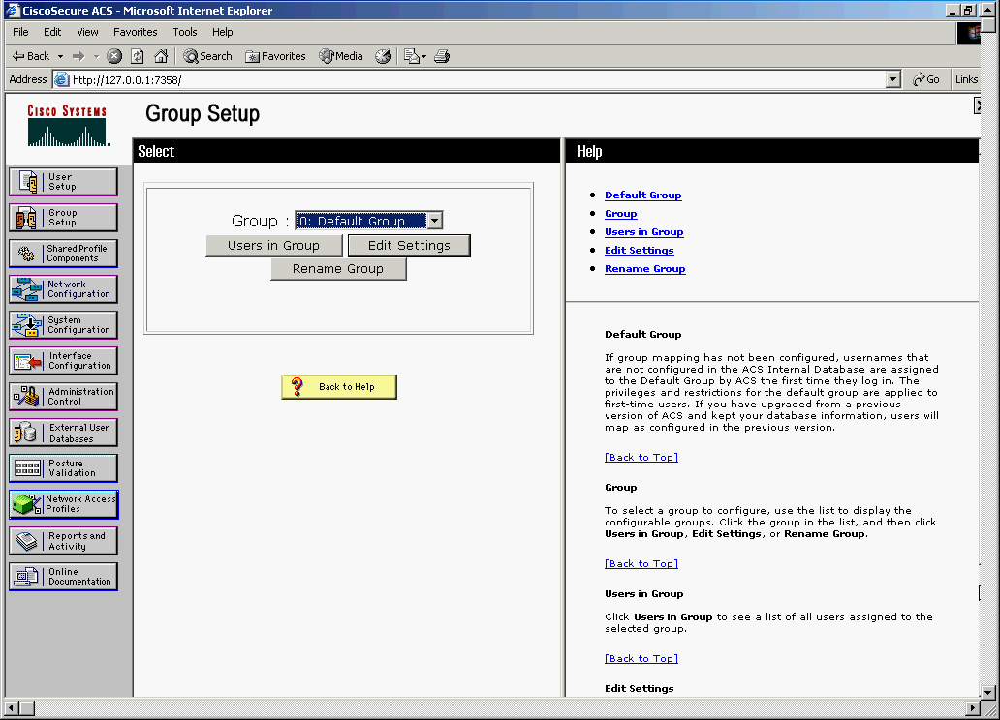 CiscoSecure ACS - Microsoft Internet Explorer
File Edit View Favorites Tools Help
Back Search Favorites Media
Address http://127.0.0.1:7358/ Go Links
CISCO SYSTEMS
Group Setup
User
Setup
Group
Setup
Shared Profile
Components
Network
Configuration
System
Configuration
Interface
Configuration
Administration
Control
External User
Databases
Posture
Validation
Network Access
Profiles
Reports and
Activity
Online
Documentation
Select
Group : 0: Default Group
Users in Group Edit Settings
Rename Group
? Back to Help
Help
Default Group
Group
Users in Group
Edit Settings
Rename Group
Default Group
If group mapping has not been configured, usernames that
are not configured in the ACS Internal Database are assigned
to the Default Group by ACS the first time they log in. The
privileges and restrictions for the default group are applied to
first-time users. If you have upgraded from a previous
version of ACS and kept your database information, users will
map as configured in the previous version.
[Back to Top]
Group
To select a group to configure, use the list to display the
configurable groups. Click the group in the list, and then click
Users in Group, Edit Settings, or Rename Group.
[Back to Top]
Users in Group
Click Users in Group to see a list of all users assigned to the
selected group.
[Back to Top]
Edit Settings